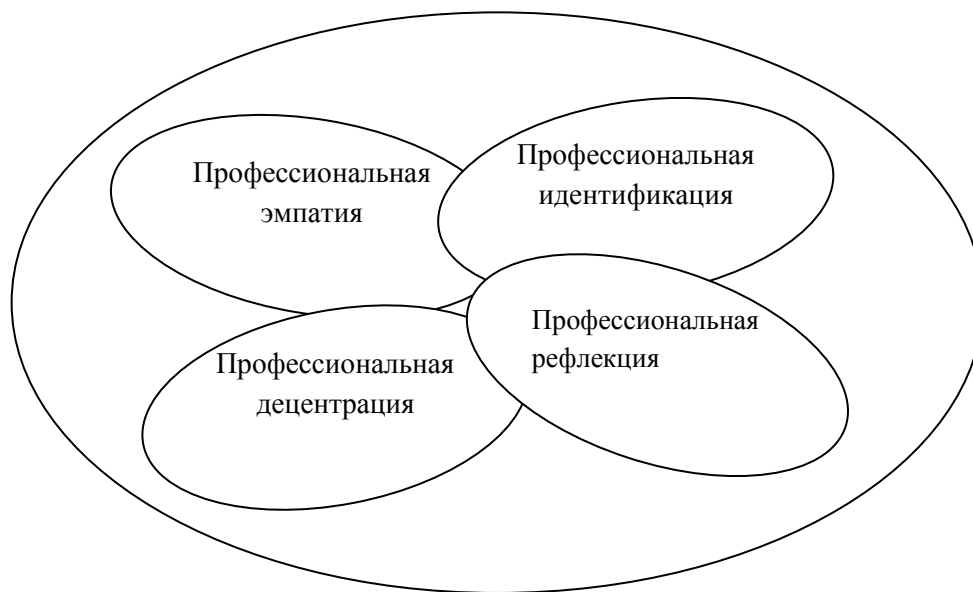 Профессиональная
эмпатия
Профессиональная
идентификация
Профессиональная
децентрация
Профессиональная
рефлекция